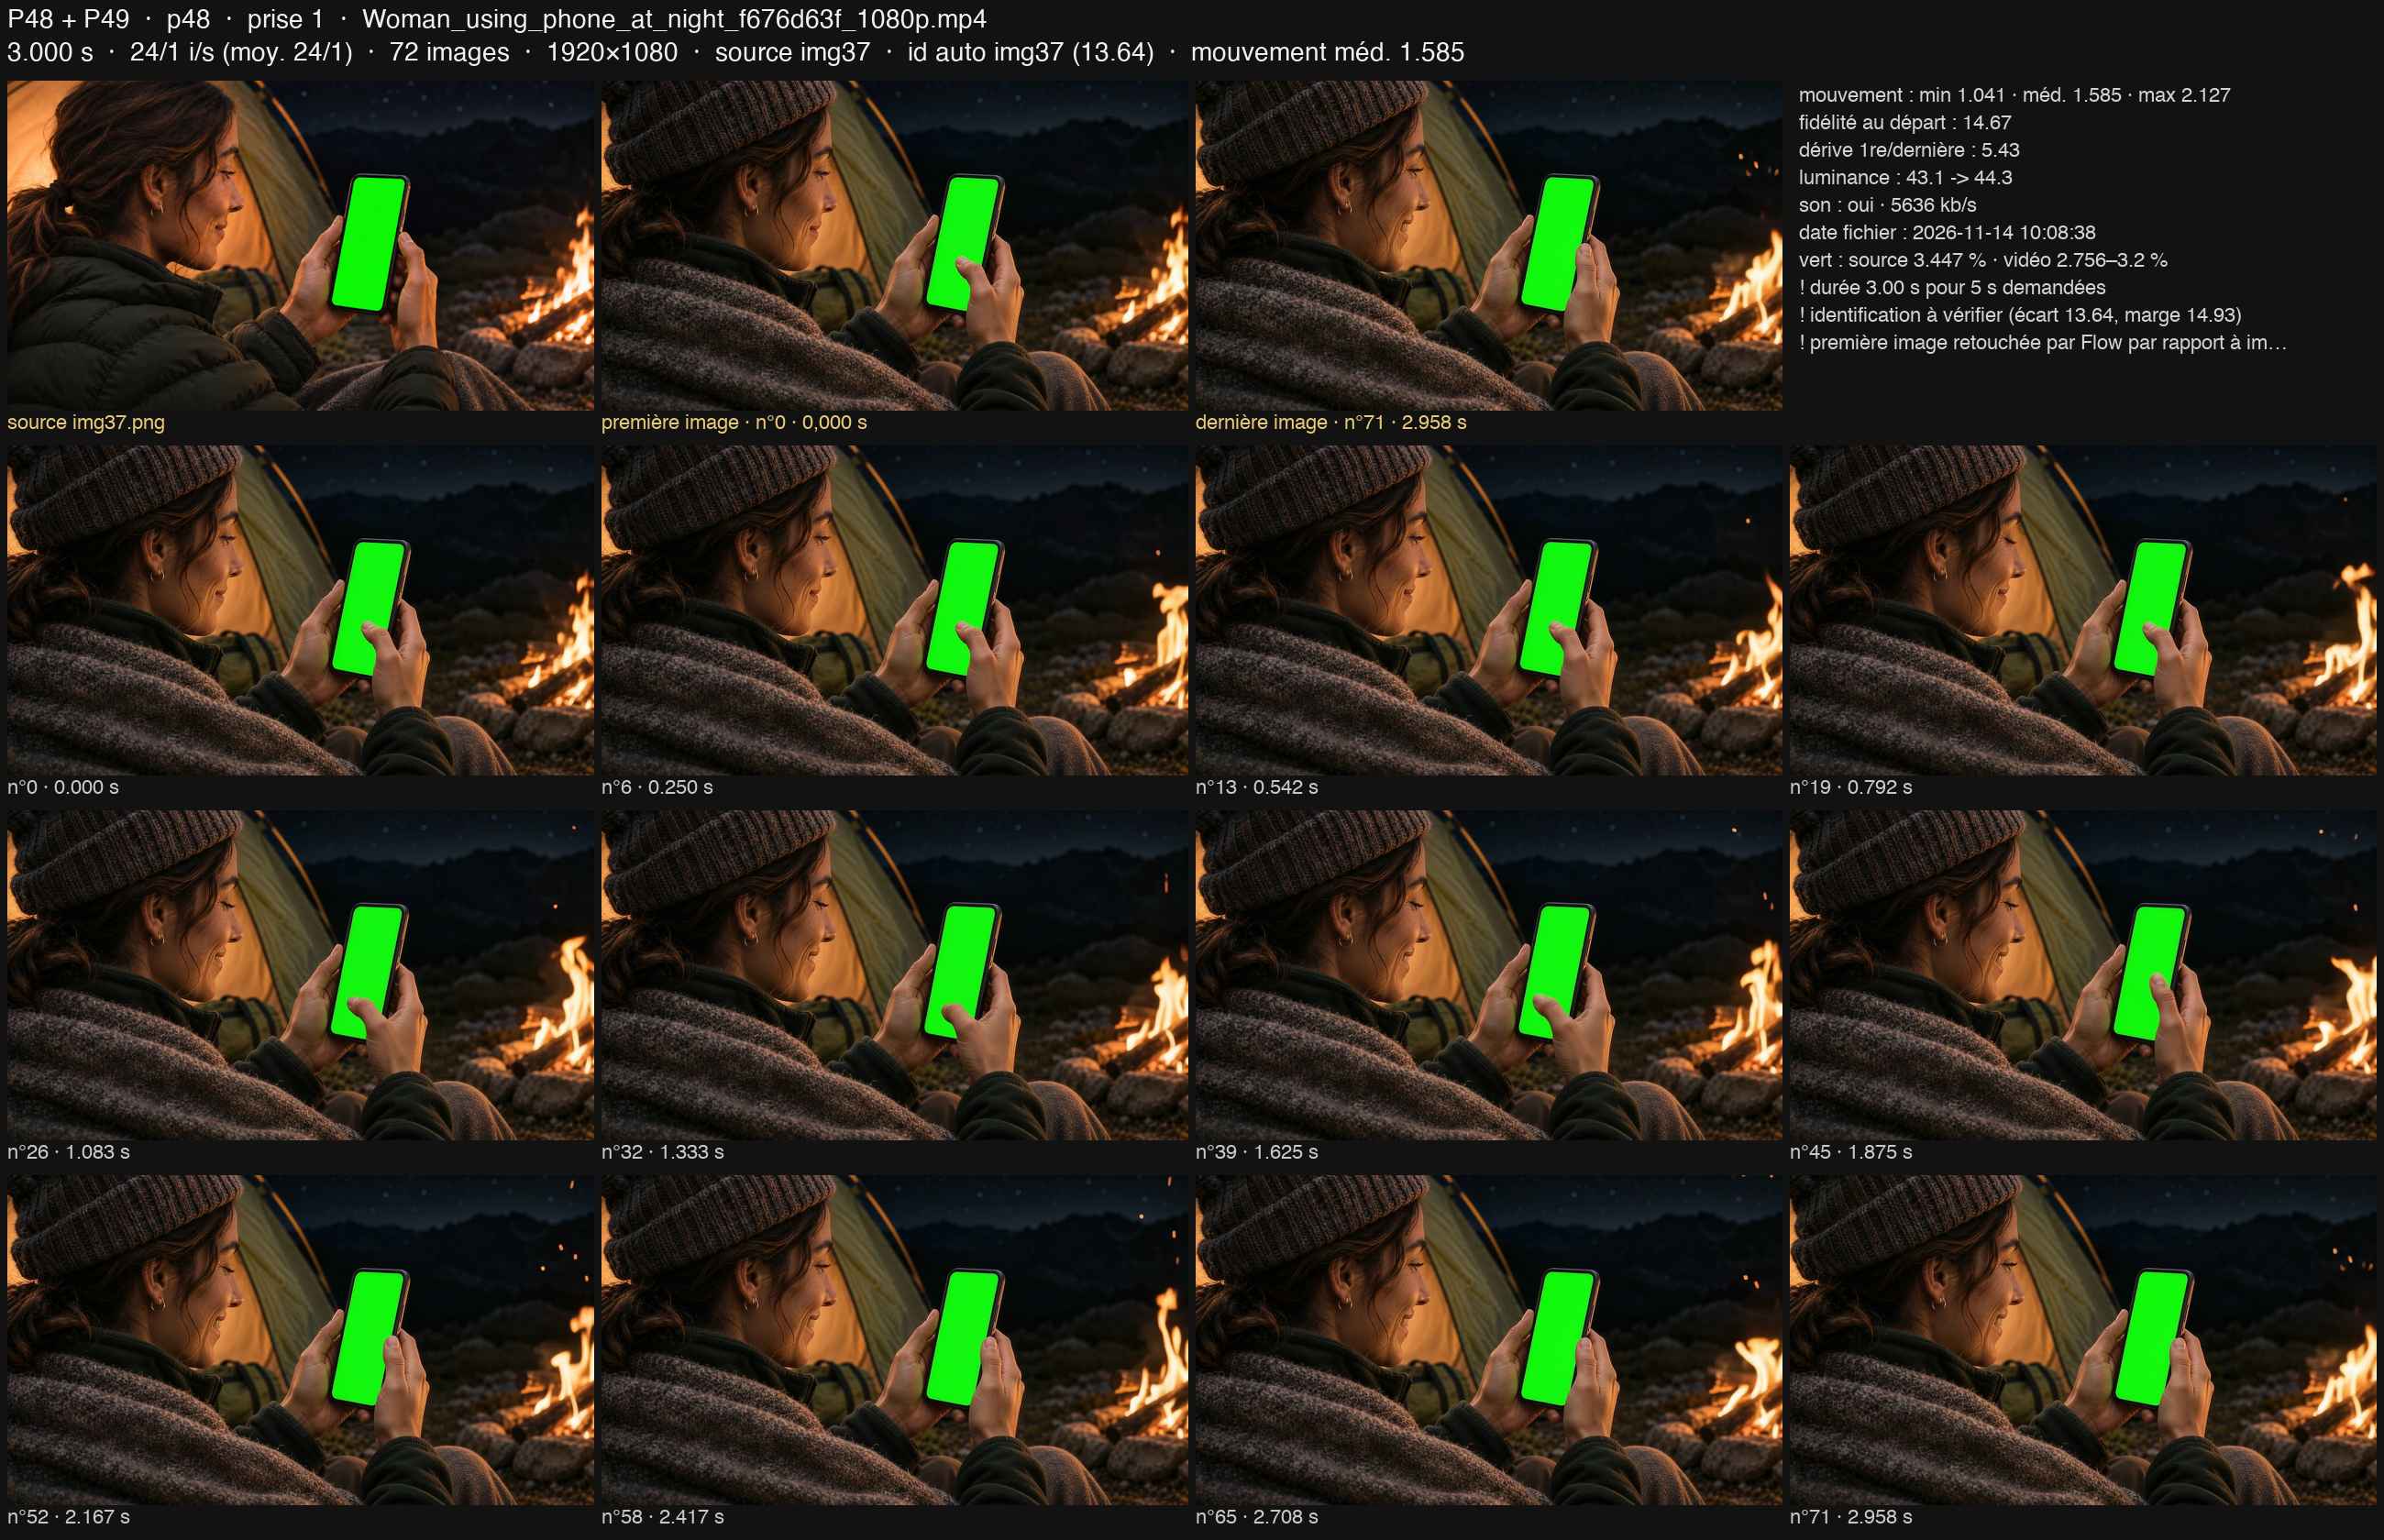 P48 + P49  ·  p48  ·  prise 1  ·  Woman_using_phone_at_night_f676d63f_1080p.mp4
3.000 s  ·  24/1 i/s (moy. 24/1)  ·  72 images  ·  1920×1080  ·  source img37  ·  id auto img37 (13.64)  ·  mouvement méd. 1.585
mouvement : min 1.041 · méd. 1.585 · max 2.127
fidélité au départ : 14.67
dérive 1re/dernière : 5.43
luminance : 43.1 -> 44.3
son : oui · 5636 kb/s
date fichier : 2026-11-14 10:08:38
vert : source 3.447 % · vidéo 2.756–3.2 %
! durée 3.00 s pour 5 s demandées
! identification à vérifier (écart 13.64, marge 14.93)
! première image retouchée par Flow par rapport à im…
source img37.png
première image · n°0 · 0,000 s
dernière image · n°71 · 2.958 s
n°0 · 0.000 s
n°6 · 0.250 s
n°13 · 0.542 s
n°19 · 0.792 s
n°26 · 1.083 s
n°32 · 1.333 s
n°39 · 1.625 s
n°45 · 1.875 s
n°52 · 2.167 s
n°58 · 2.417 s
n°65 · 2.708 s
n°71 · 2.958 s